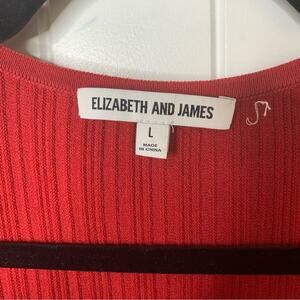 ELIZABETH AND JAMES
L
MADE
IN CHINA